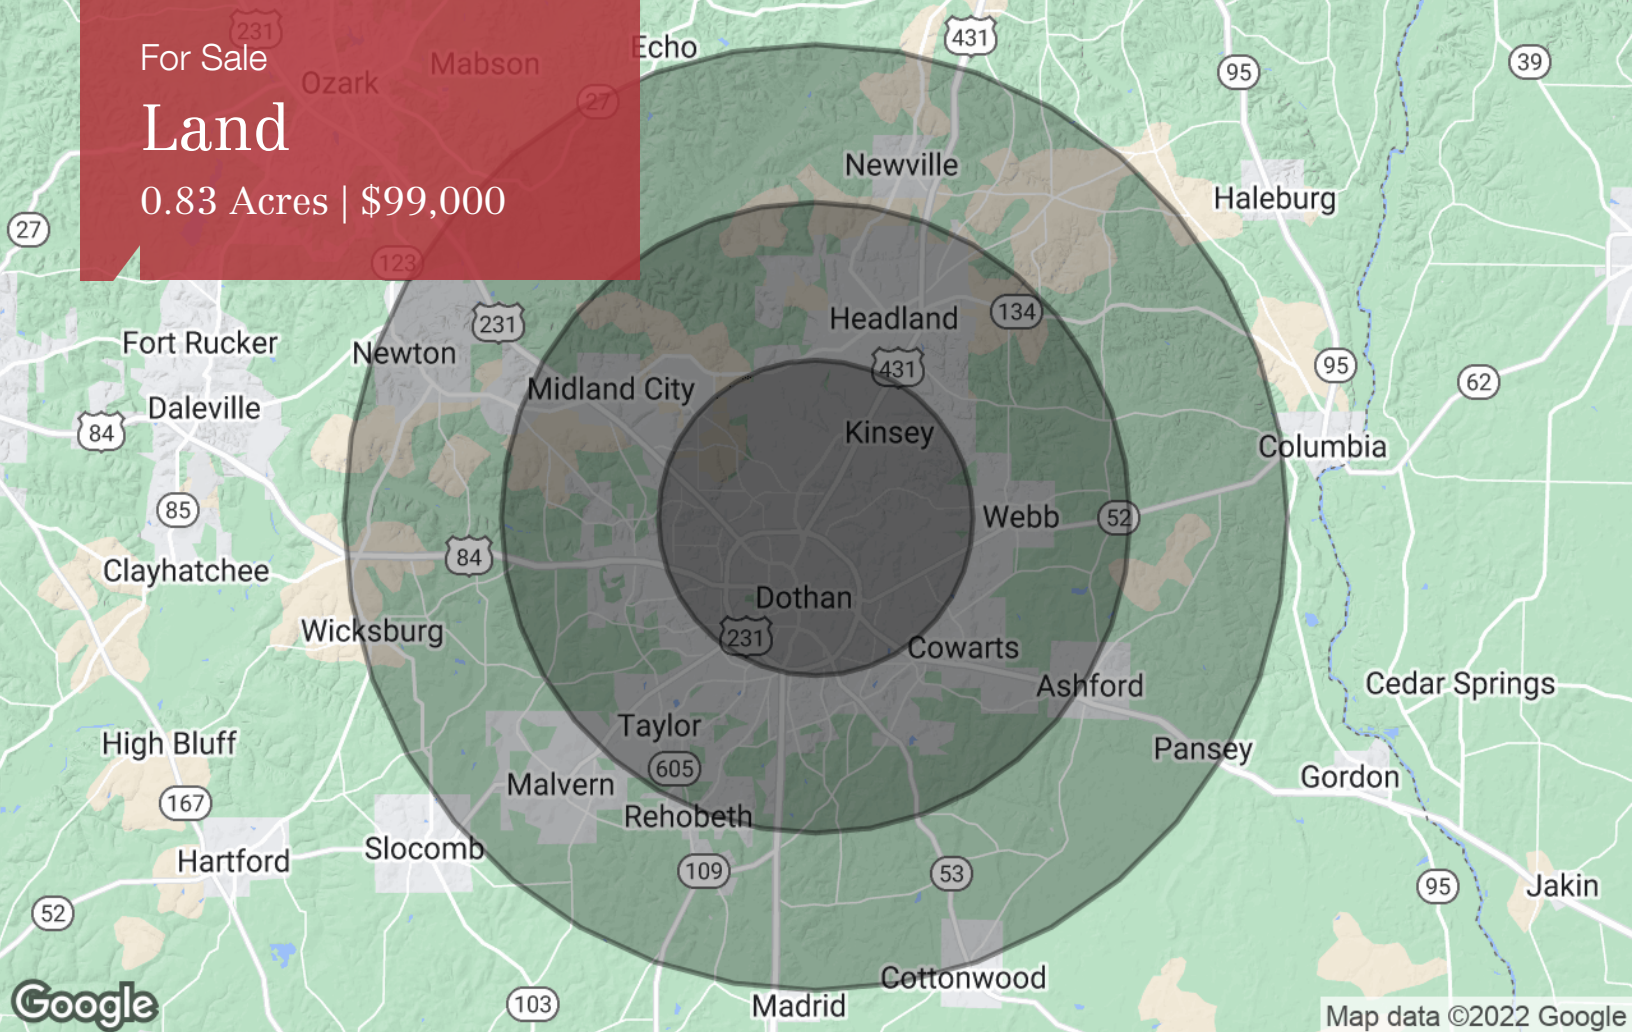 For Sale
Land
0.83 Acres | $99,000
231
Ozark
Mabson
27
123
Echo
431
95
39
Newville
Haleburg
27
Headland
134
231
Fort Rucker
Newton
431
95
62
Midland City
Daleville
84
Kinsey
Columbia
85
Webb
52
84
Clayhatchee
Dothan
231
Wicksburg
Cowarts
Ashford
Cedar Springs
Taylor
High Bluff
Pansey
605
Malvern
Gordon
167
Rehobeth
Slocomb
Hartford
109
53
95
Jakin
52
Cottonwood
Madrid
103
Google
Map data ©2022 Google